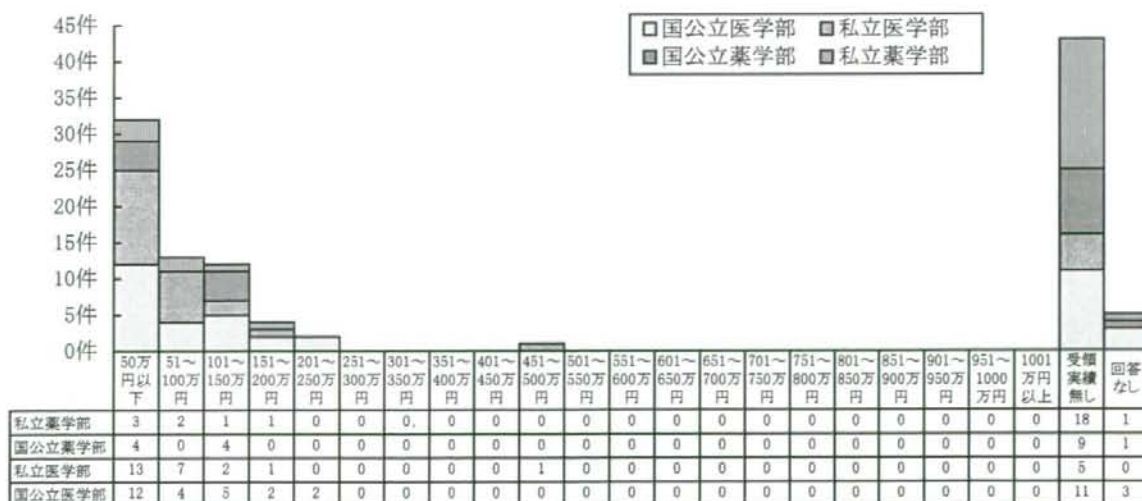 45件
40件
35件
30件
25件
20件
15件
10件
5件
0件
国公立医学部 私立医学部
国公立薬学部 私立薬学部
50万円以下 51～100万円 101～150万円 151～200万円 201～250万円 251～300万円 301～350万円 351～400万円 401～450万円 451～500万円 501～550万円 551～600万円 601～650万円 651～700万円 701～750万円 751～800万円 801～850万円 851～900万円 901～950万円 951～1000万円 1001万円以上 受領実績無し 回答なし
私立薬学部 3 2 1 1 0 0 0. 0 0 0 0 0 0 0 0 0 0 0 0 0 0 18 1
国公立薬学部 4 0 4 0 0 0 0 0 0 0 0 0 0 0 0 0 0 0 0 0 0 9 1
私立医学部 13 7 2 1 0 0 0 0 0 1 0 0 0 0 0 0 0 0 0 0 0 5 0
国公立医学部 12 4 5 2 2 0 0 0 0 0 0 0 0 0 0 0 0 0 0 0 0 11 3